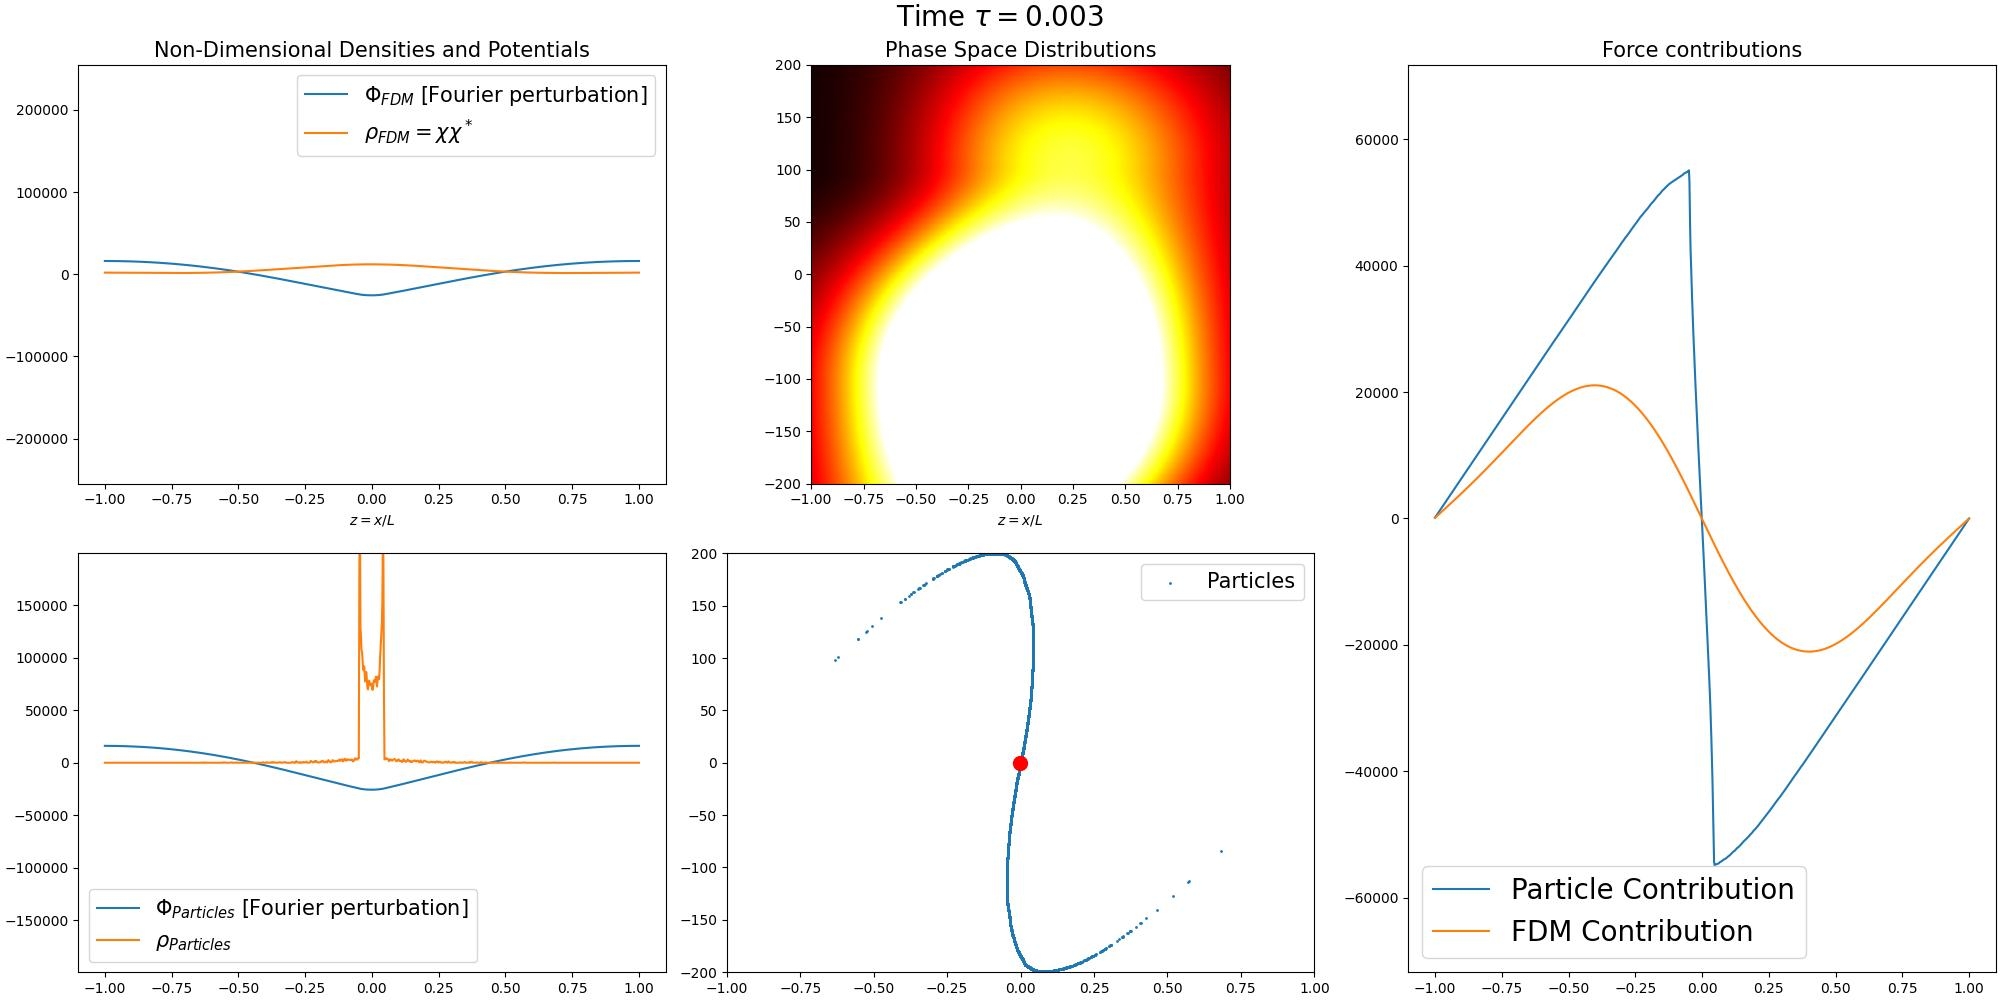 Time τ = 0.003
Non-Dimensional Densities and Potentials
Φ_FDM [Fourier perturbation]
ρ_FDM = χχ*
200000
100000
0
−100000
−200000
−1.00 −0.75 −0.50 −0.25 0.00 0.25 0.50 0.75 1.00
z = x/L
Phase Space Distributions
200
150
100
50
0
−50
−100
−150
−200
−1.00 −0.75 −0.50 −0.25 0.00 0.25 0.50 0.75 1.00
z = x/L
Force contributions
60000
40000
20000
0
−20000
−40000
−60000
Particle Contribution
FDM Contribution
−1.00 −0.75 −0.50 −0.25 0.00 0.25 0.50 0.75 1.00
150000
100000
50000
0
−50000
−100000
−150000
Φ_Particles [Fourier perturbation]
ρ_Particles
−1.00 −0.75 −0.50 −0.25 0.00 0.25 0.50 0.75 1.00
Particles
200
150
100
50
0
−50
−100
−150
−200
−1.00 −0.75 −0.50 −0.25 0.00 0.25 0.50 0.75 1.00